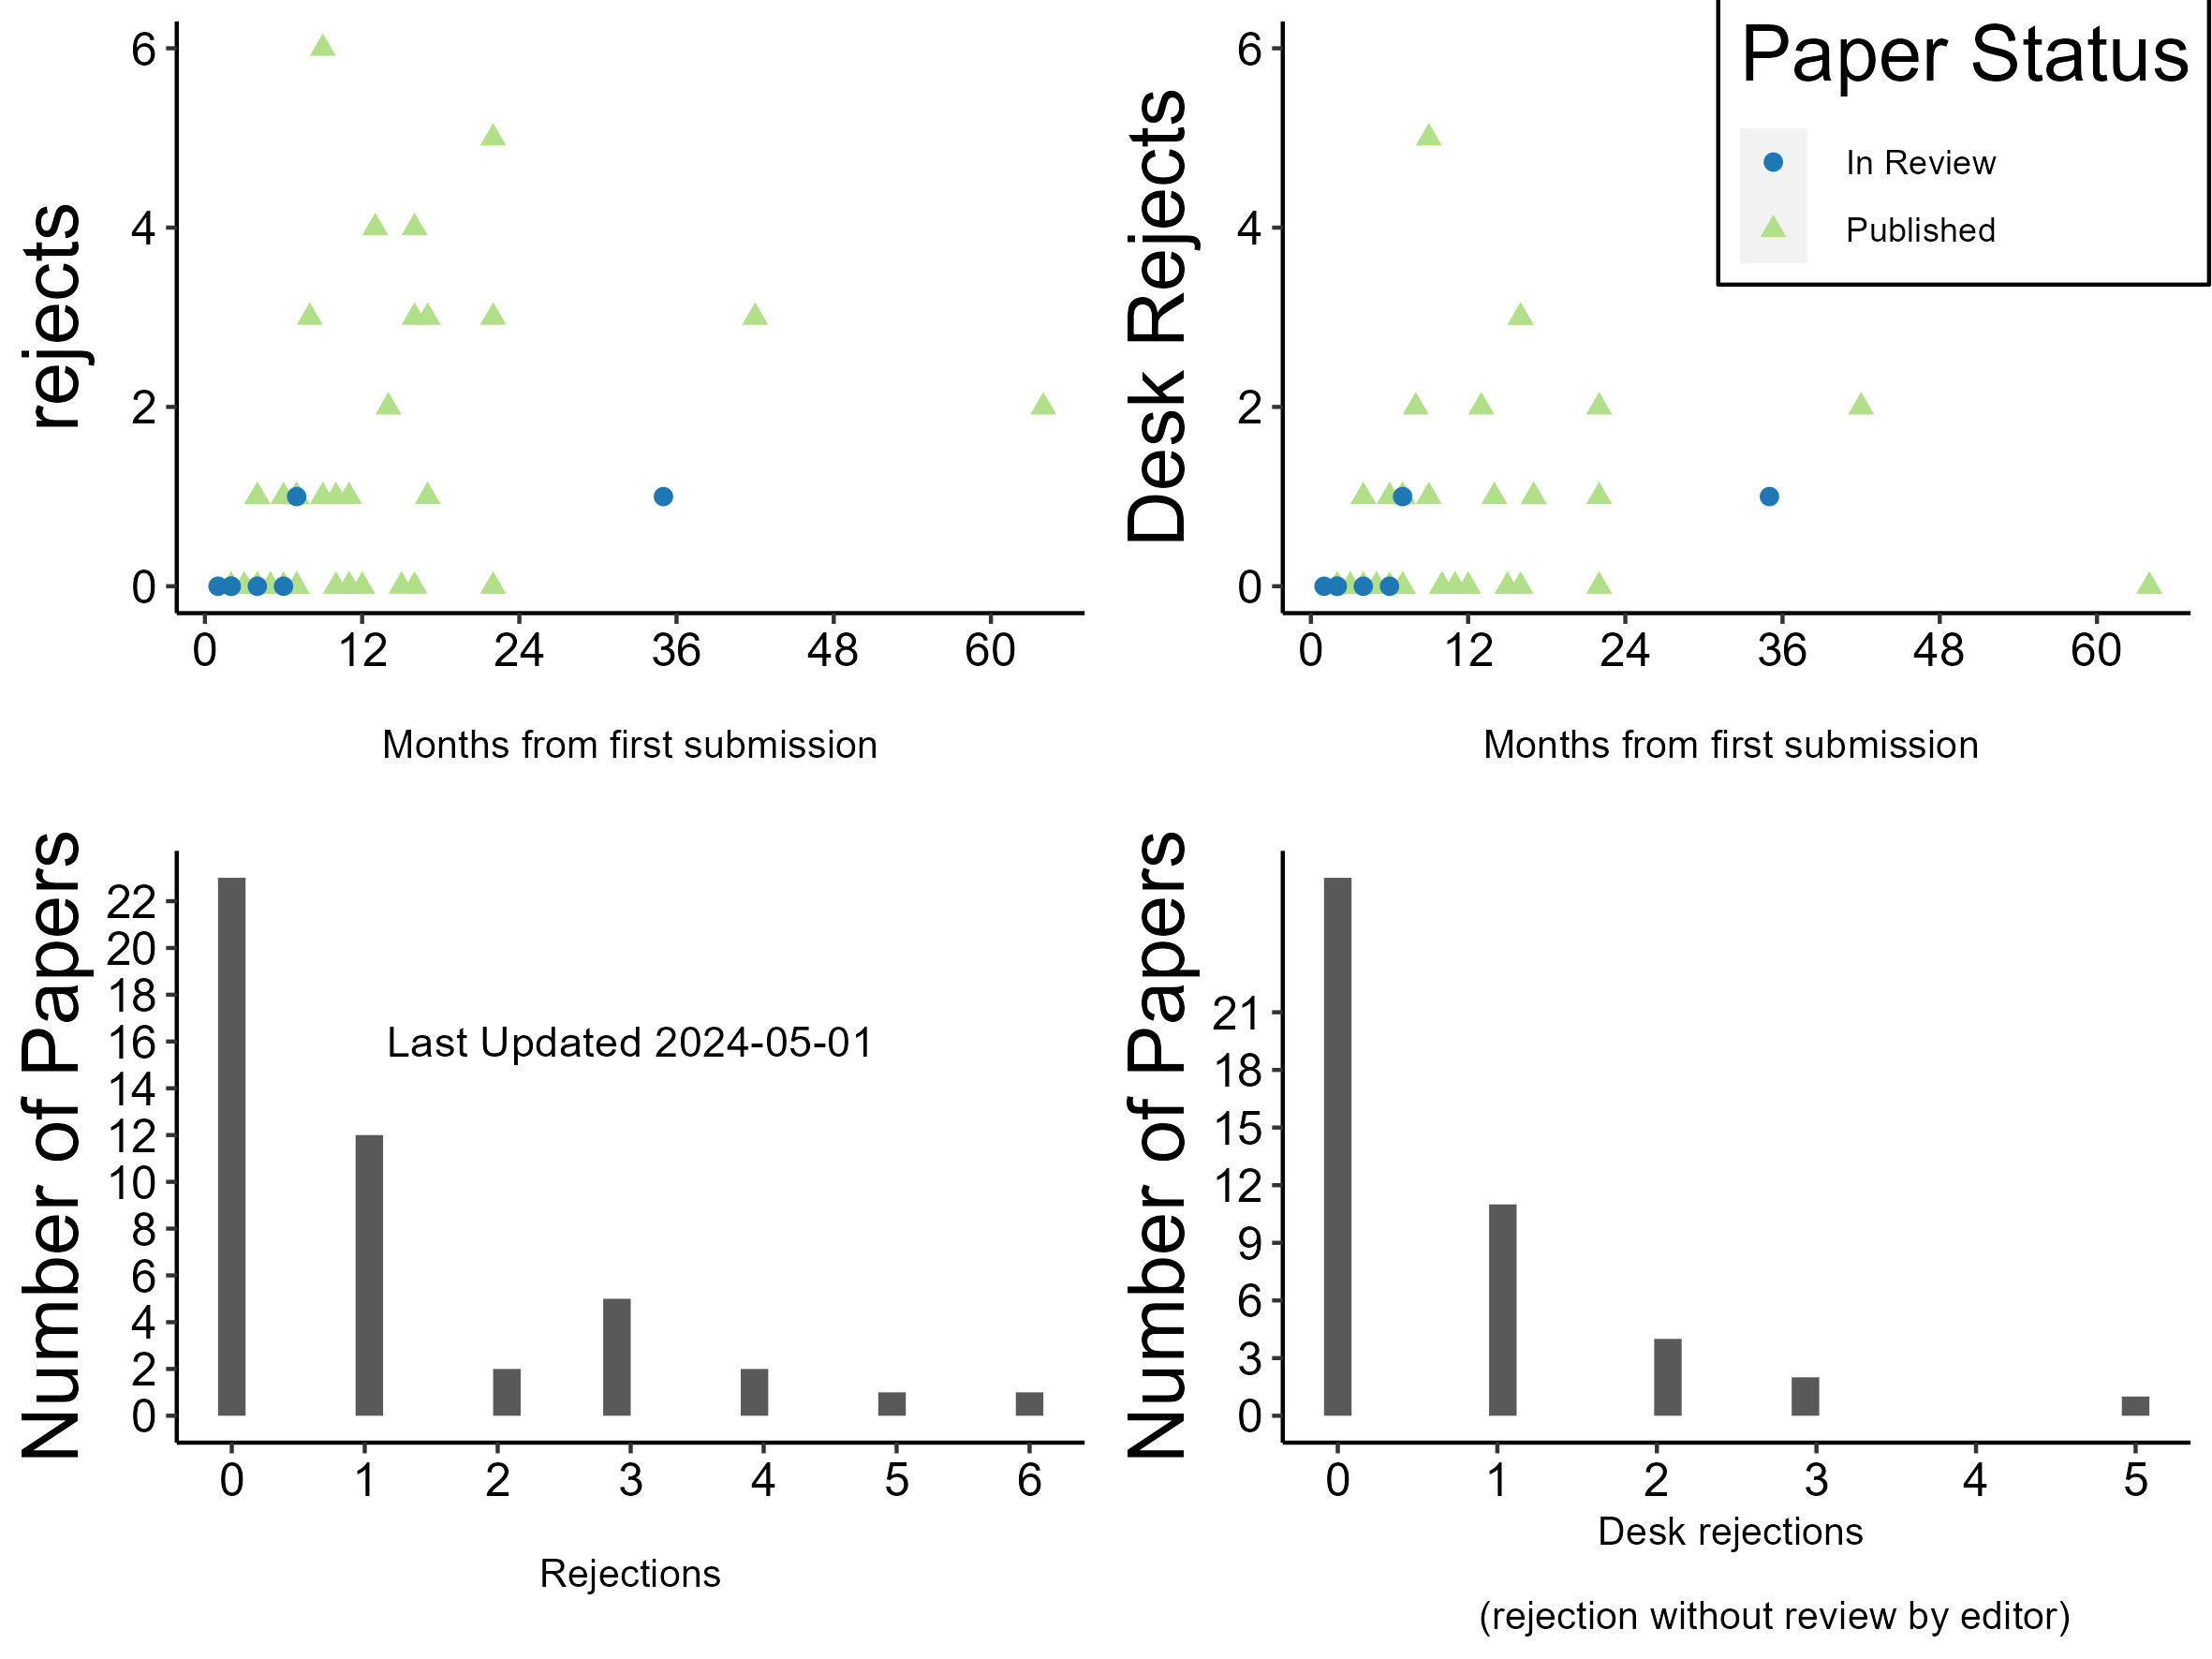 rejects
6
4
2
0
0 12 24 36 48 60
Months from first submission
Desk Rejects
6
4
2
0
0 12 24 36 48 60
Months from first submission
Paper Status
In Review
Published
Number of Papers
22
20
18
16
14
12
10
8
6
4
2
0
Last Updated 2024-05-01
0 1 2 3 4 5 6
Rejections
Number of Papers
21
18
15
12
9
6
3
0
0 1 2 3 4 5
Desk rejections
(rejection without review by editor)